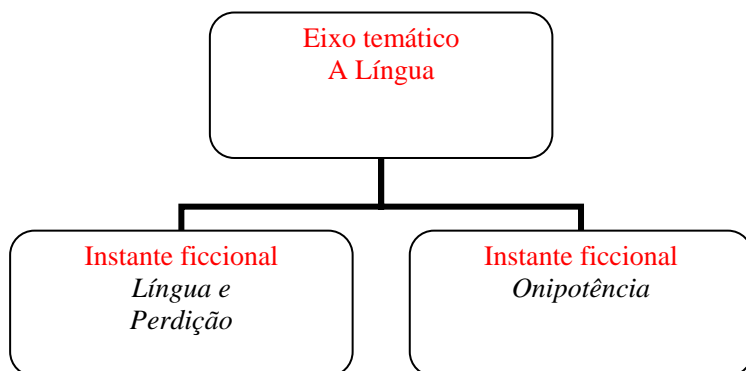 Eixo temático
A Língua
Instante ficcional
Língua e
Perdição
Instante ficcional
Onipotência